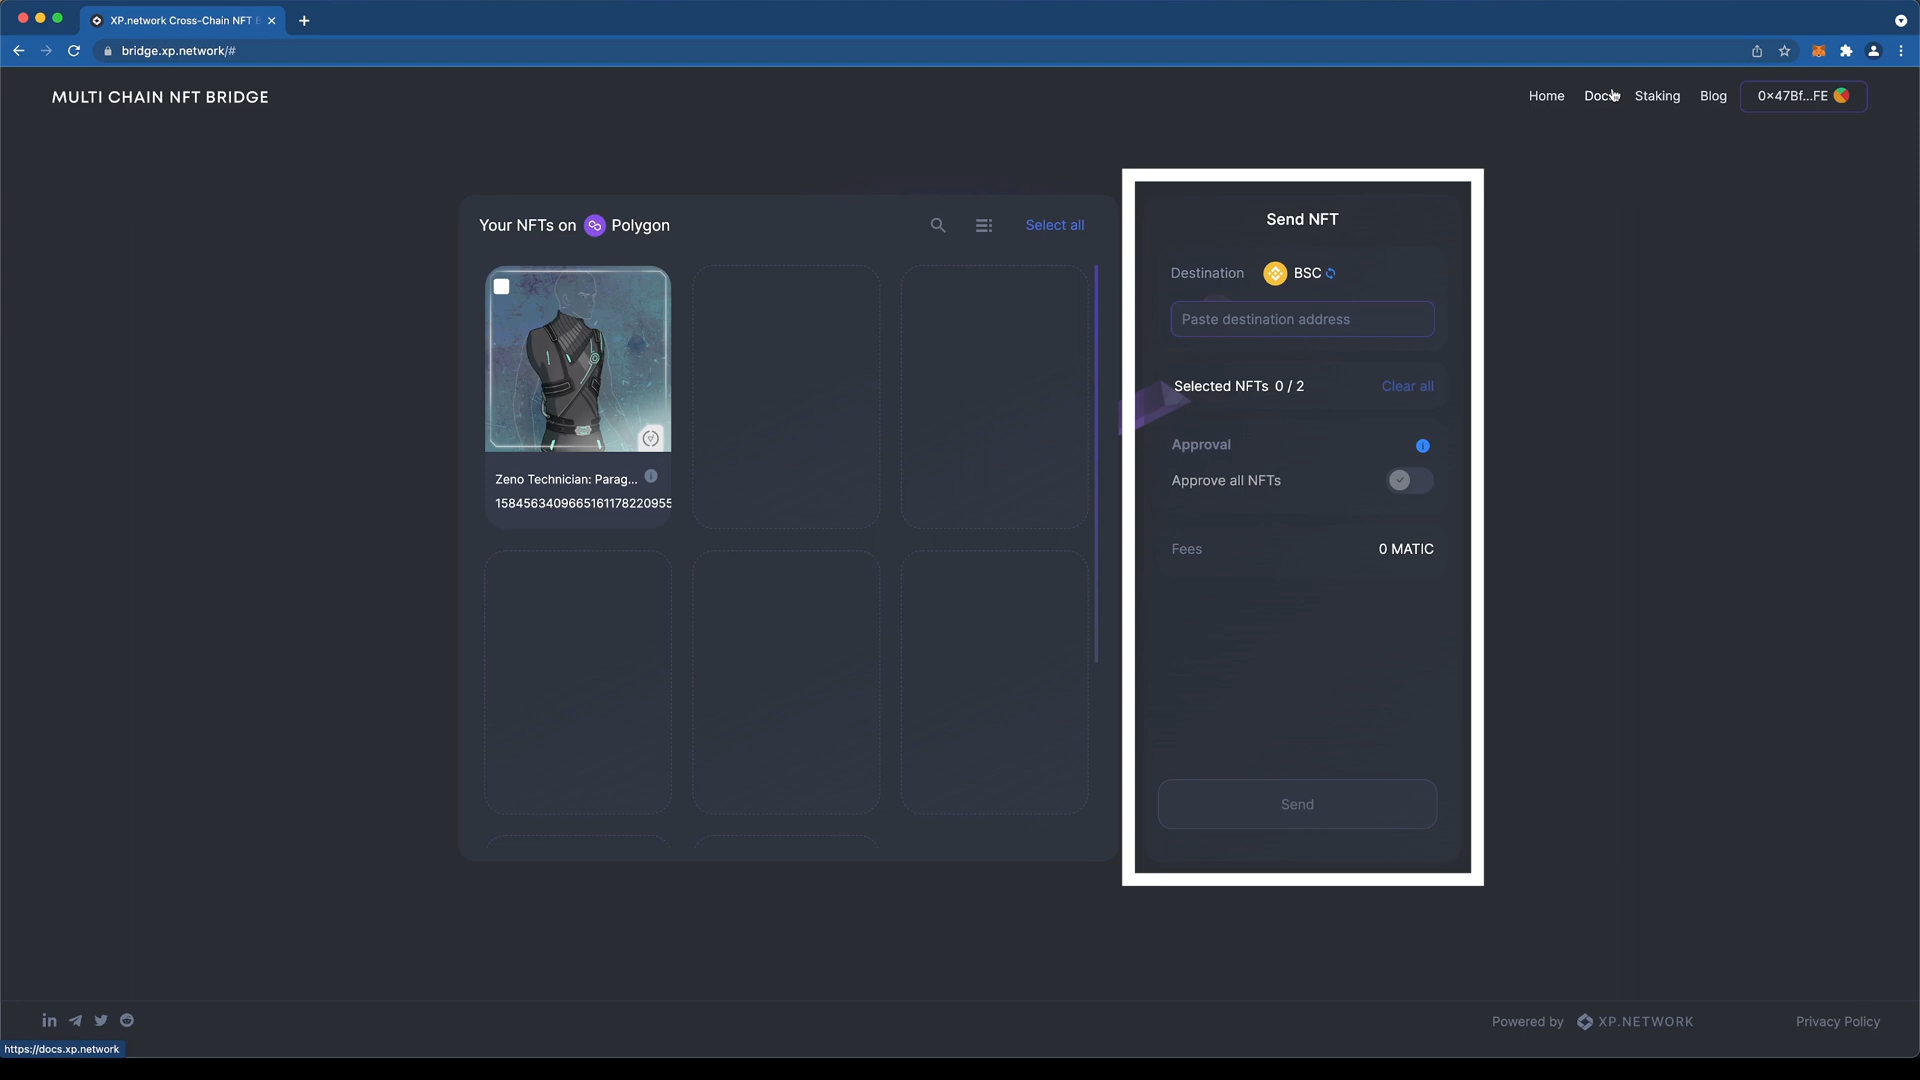 XP.network Cross-Chain NFT
bridge.xp.network/#
MULTI CHAIN NFT BRIDGE
Home
Docs
Staking
Blog
0x47Bf...FE
Your NFTs on Polygon
Select all
Zeno Technician: Parag...
1584563409665161178220955
Send NFT
Destination BSC
Paste destination address
Selected NFTs 0 / 2
Clear all
Approval
Approve all NFTs
Fees
0 MATIC
Send
in
Powered by XP.NETWORK
Privacy Policy
https://docs.xp.network